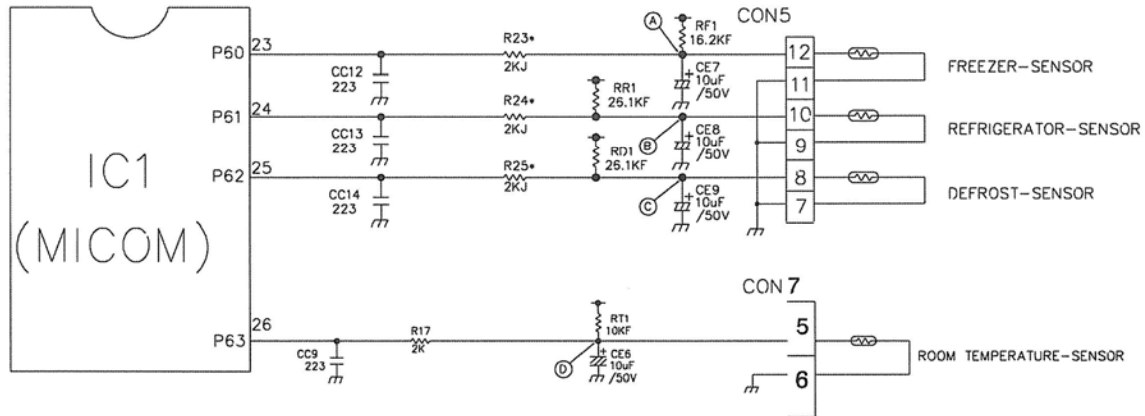 IC1
(MICOM)
P60
23
P61
24
P62
25
P63
26
CC12
223
CC13
223
CC14
223
R23*
2KJ
R24*
2KJ
R25*
2KJ
RR1
26.1KF
RD1
26.1KF
A
RF1
16.2KF
CE7
10uF
/50V
B
CE8
10uF
/50V
C
CE9
10uF
/50V
CON5
12
11
10
9
8
7
FREEZER-SENSOR
REFRIGERATOR-SENSOR
DEFROST-SENSOR
CC9
223
R17
2K
RT1
10KF
D
CE6
10uF
/50V
CON 7
5
6
ROOM TEMPERATURE-SENSOR